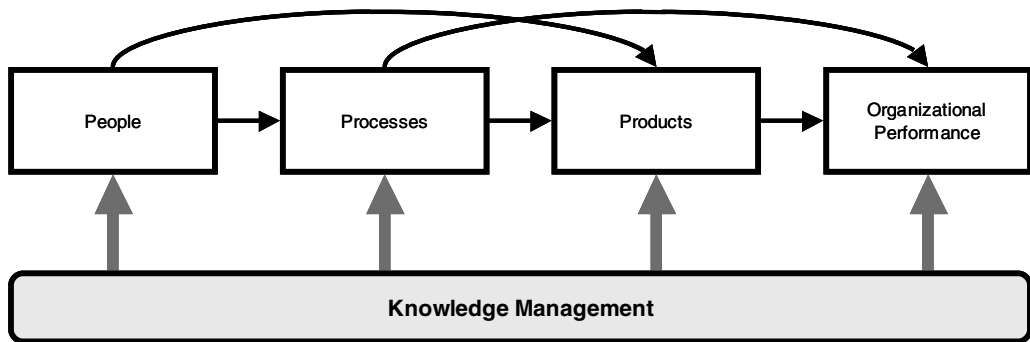 People
Processes
Products
Organizational
Performance
Knowledge Management